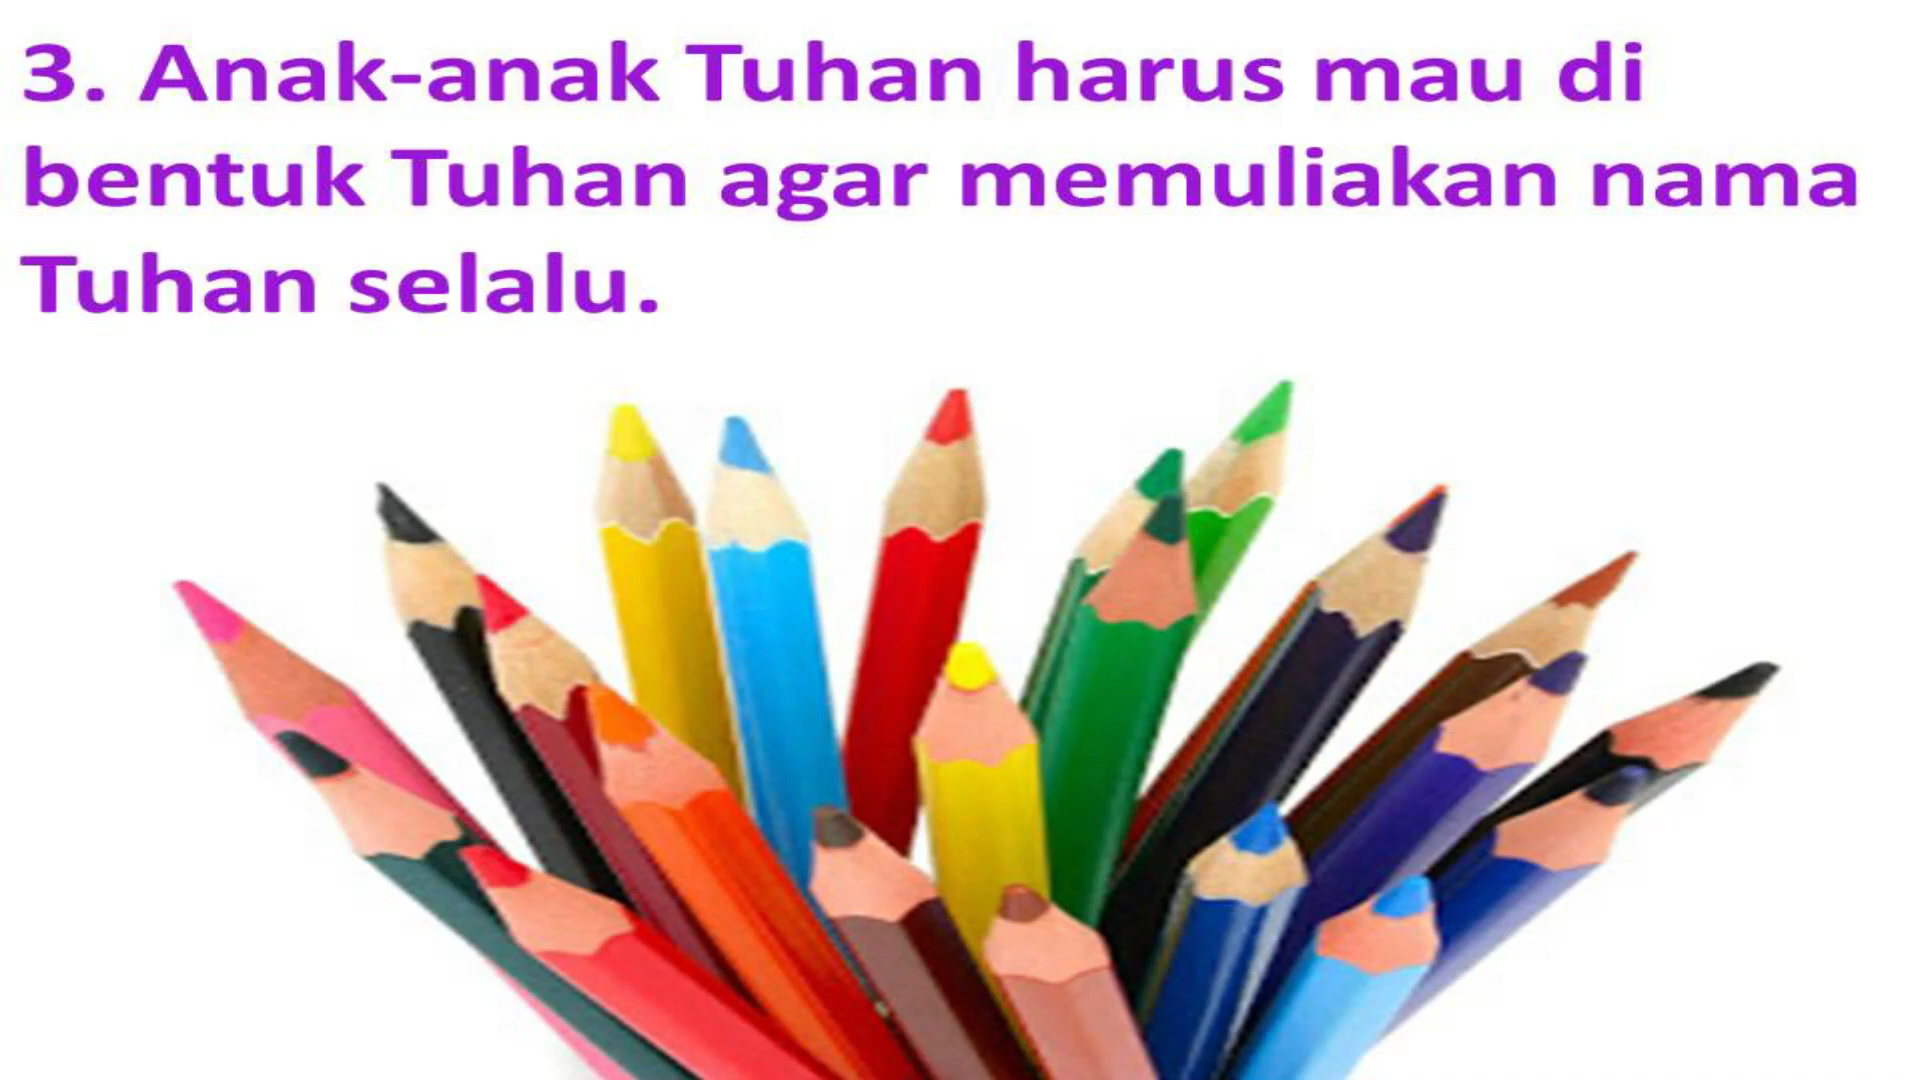 3. Anak-anak Tuhan harus mau di
bentuk Tuhan agar memuliakan nama
Tuhan selalu.